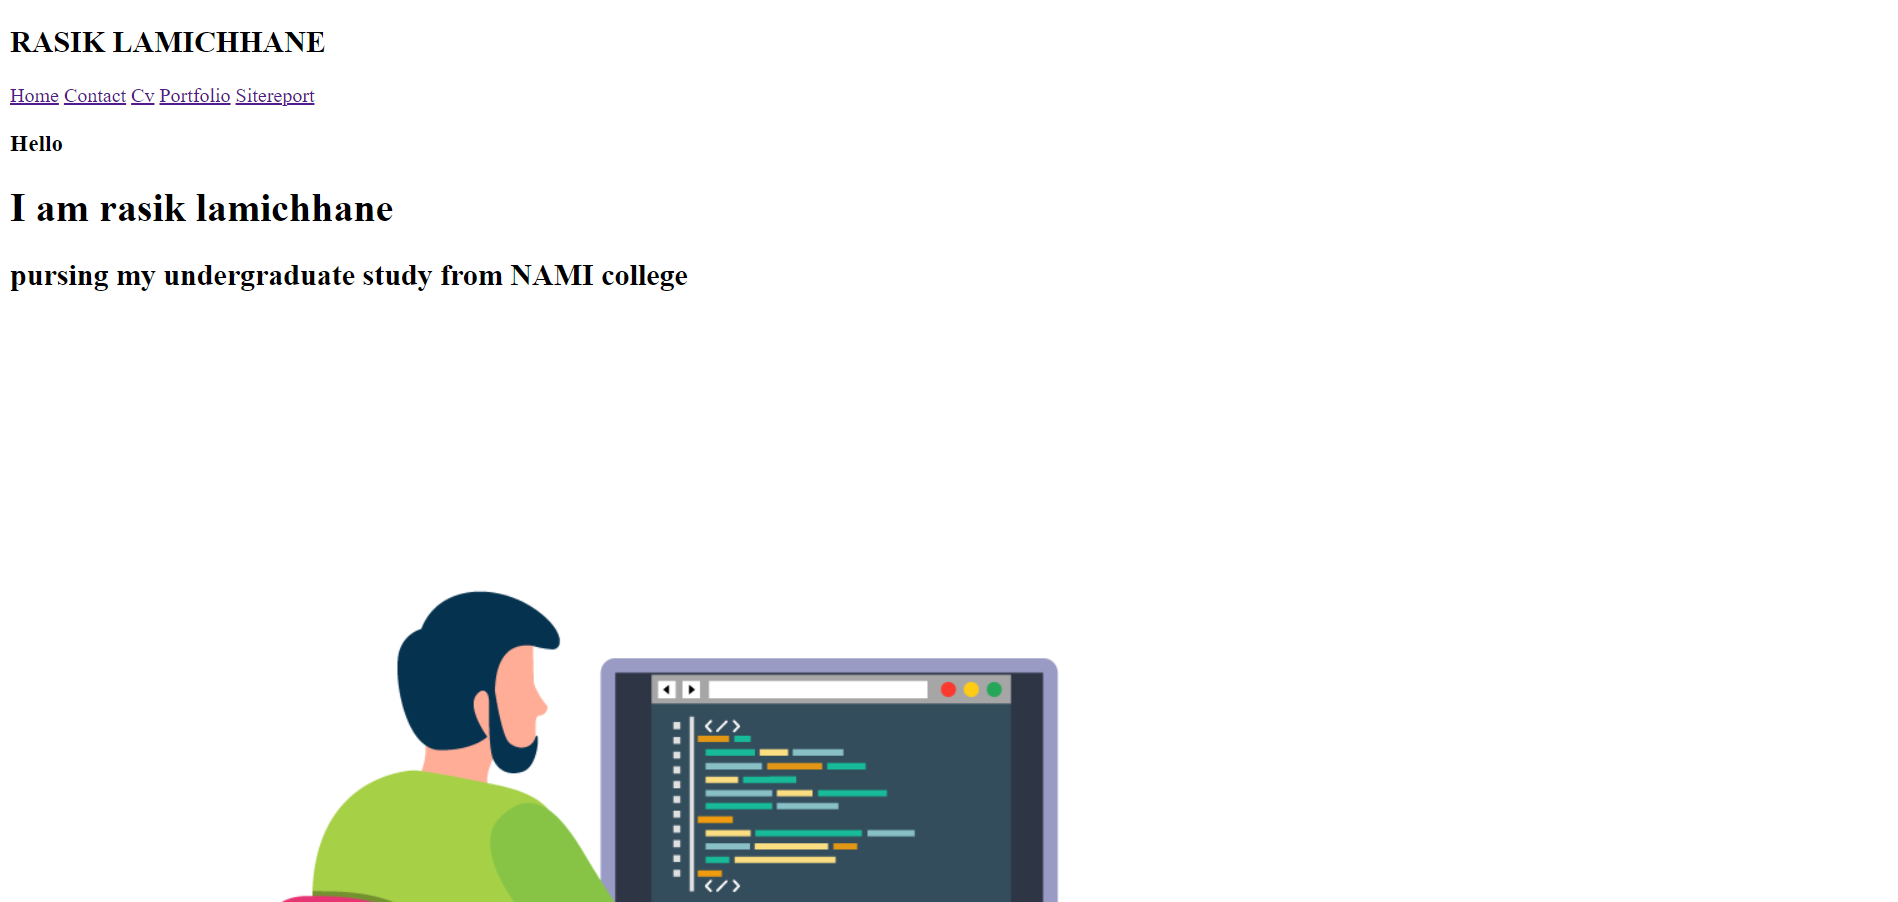 RASIK LAMICHHANE
Home Contact Cv Portfolio Sitereport
Hello
I am rasik lamichhane
pursing my undergraduate study from NAMI college
</>
</>